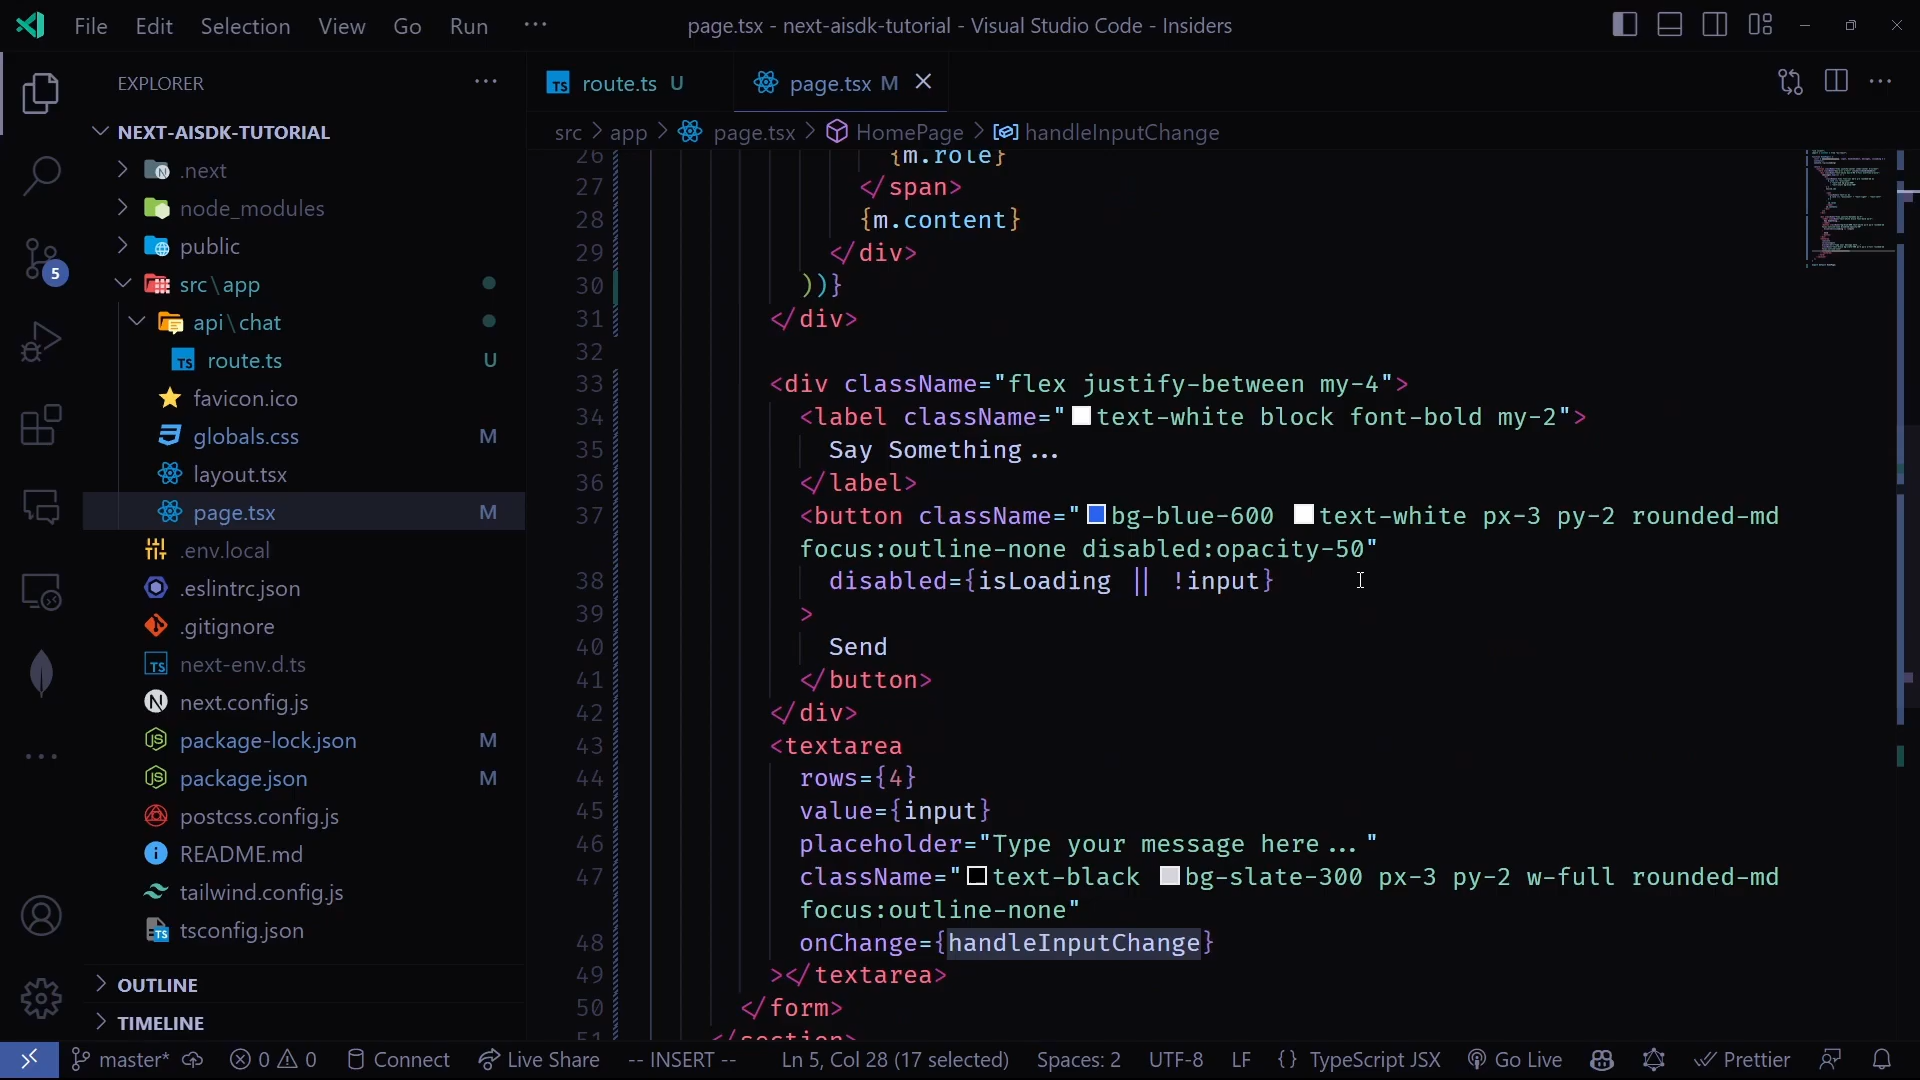 File Edit Selection View Go Run ···
page.tsx - next-aisdk-tutorial - Visual Studio Code - Insiders
EXPLORER
NEXT-AISDK-TUTORIAL
.next
node_modules
public
src\app
api\chat
route.ts U
favicon.ico
globals.css M
layout.tsx
page.tsx M
.env.local
.eslintrc.json
.gitignore
next-env.d.ts
next.config.js
package-lock.json M
package.json M
postcss.config.js
README.md
tailwind.config.js
tsconfig.json
OUTLINE
TIMELINE
5
route.ts U page.tsx M
src > app > page.tsx > HomePage > handleInputChange
26 {m.role}
27 </span>
28 {m.content}
29 </div>
30 ))}
31 </div>
32
33 <div className="flex justify-between my-4">
34 <label className="text-white block font-bold my-2">
35 Say Something...
36 </label>
37 <button className="bg-blue-600 text-white px-3 py-2 rounded-md
focus:outline-none disabled:opacity-50"
38 disabled={isLoading || !input}
39 >
40 Send
41 </button>
42 </div>
43 <textarea
44 rows={4}
45 value={input}
46 placeholder="Type your message here..."
47 className="text-black bg-slate-300 px-3 py-2 w-full rounded-md
focus:outline-none"
48 onChange={handleInputChange}
49 ></textarea>
50 </form>
51 </section>
master* 0 0 Connect Live Share -- INSERT -- Ln 5, Col 28 (17 selected) Spaces: 2 UTF-8 LF {} TypeScript JSX Go Live Prettier